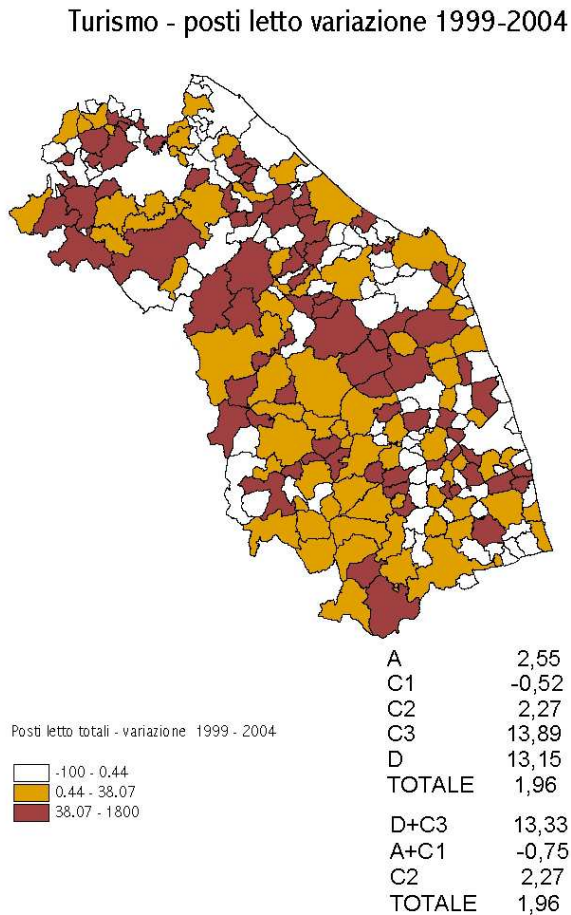 Turismo - posti letto variazione 1999-2004
A 2,55
C1 -0,52
C2 2,27
C3 13,89
D 13,15
TOTALE 1,96
D+C3 13,33
A+C1 -0,75
C2 2,27
TOTALE 1,96
Posti letto totali - variazione 1999 - 2004
-100 - 0.44
0.44 - 38.07
38.07 - 1800